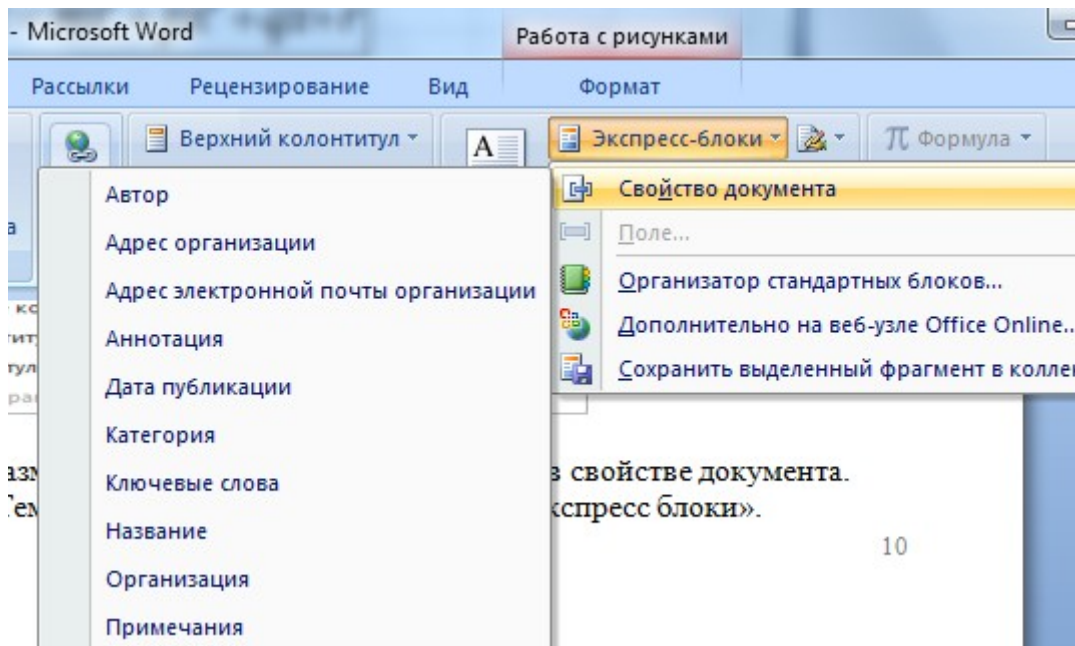 - Microsoft Word
Работа с рисунками
Рассылки Рецензирование Вид Формат
Верхний колонтитул A Экспресс-блоки π Формула
Свойство документа
Поле...
Организатор стандартных блоков...
Дополнительно на веб-узле Office Online...
Сохранить выделенный фрагмент в коллек
Автор
Адрес организации
Адрес электронной почты организации
Аннотация
Дата публикации
Категория
Ключевые слова
Название
Организация
Примечания
в свойстве документа.
кспресс блоки».
10